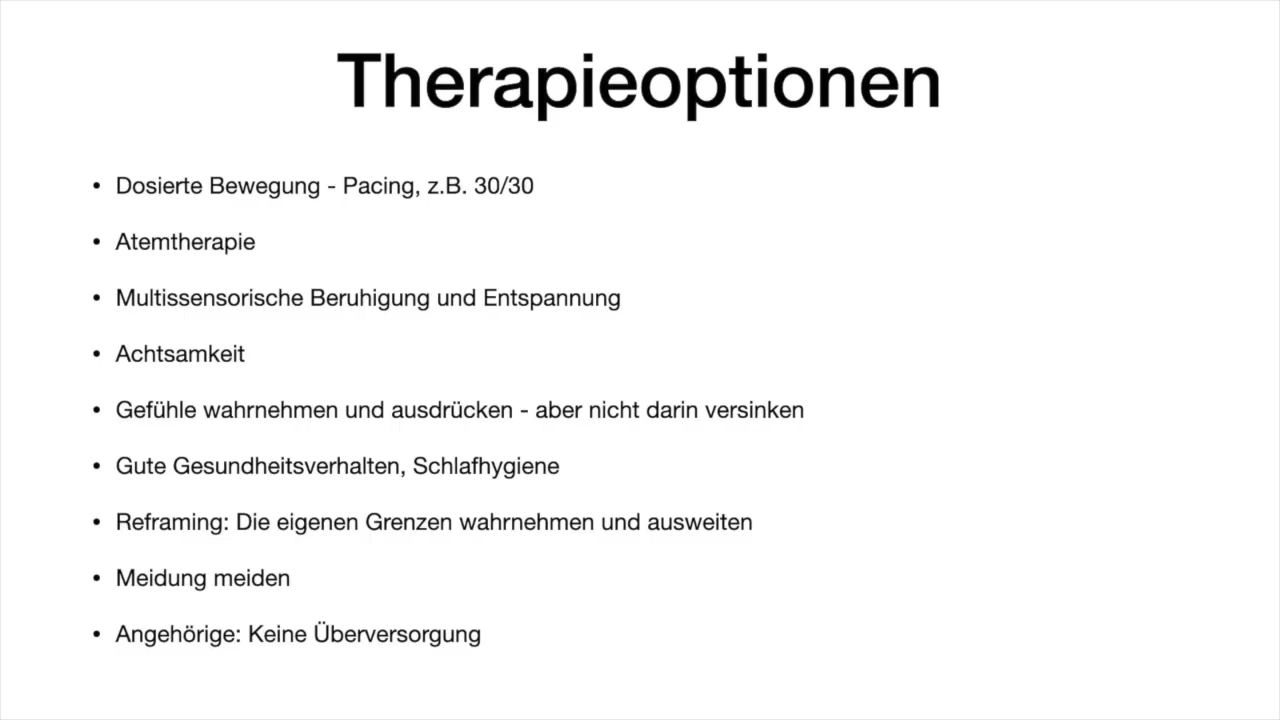 Therapieoptionen
• Dosierte Bewegung - Pacing, z.B. 30/30
• Atemtherapie
• Multissensorische Beruhigung und Entspannung
• Achtsamkeit
• Gefühle wahrnehmen und ausdrücken - aber nicht darin versinken
• Gute Gesundheitsverhalten, Schlafhygiene
• Reframing: Die eigenen Grenzen wahrnehmen und ausweiten
• Meidung meiden
• Angehörige: Keine Überversorgung